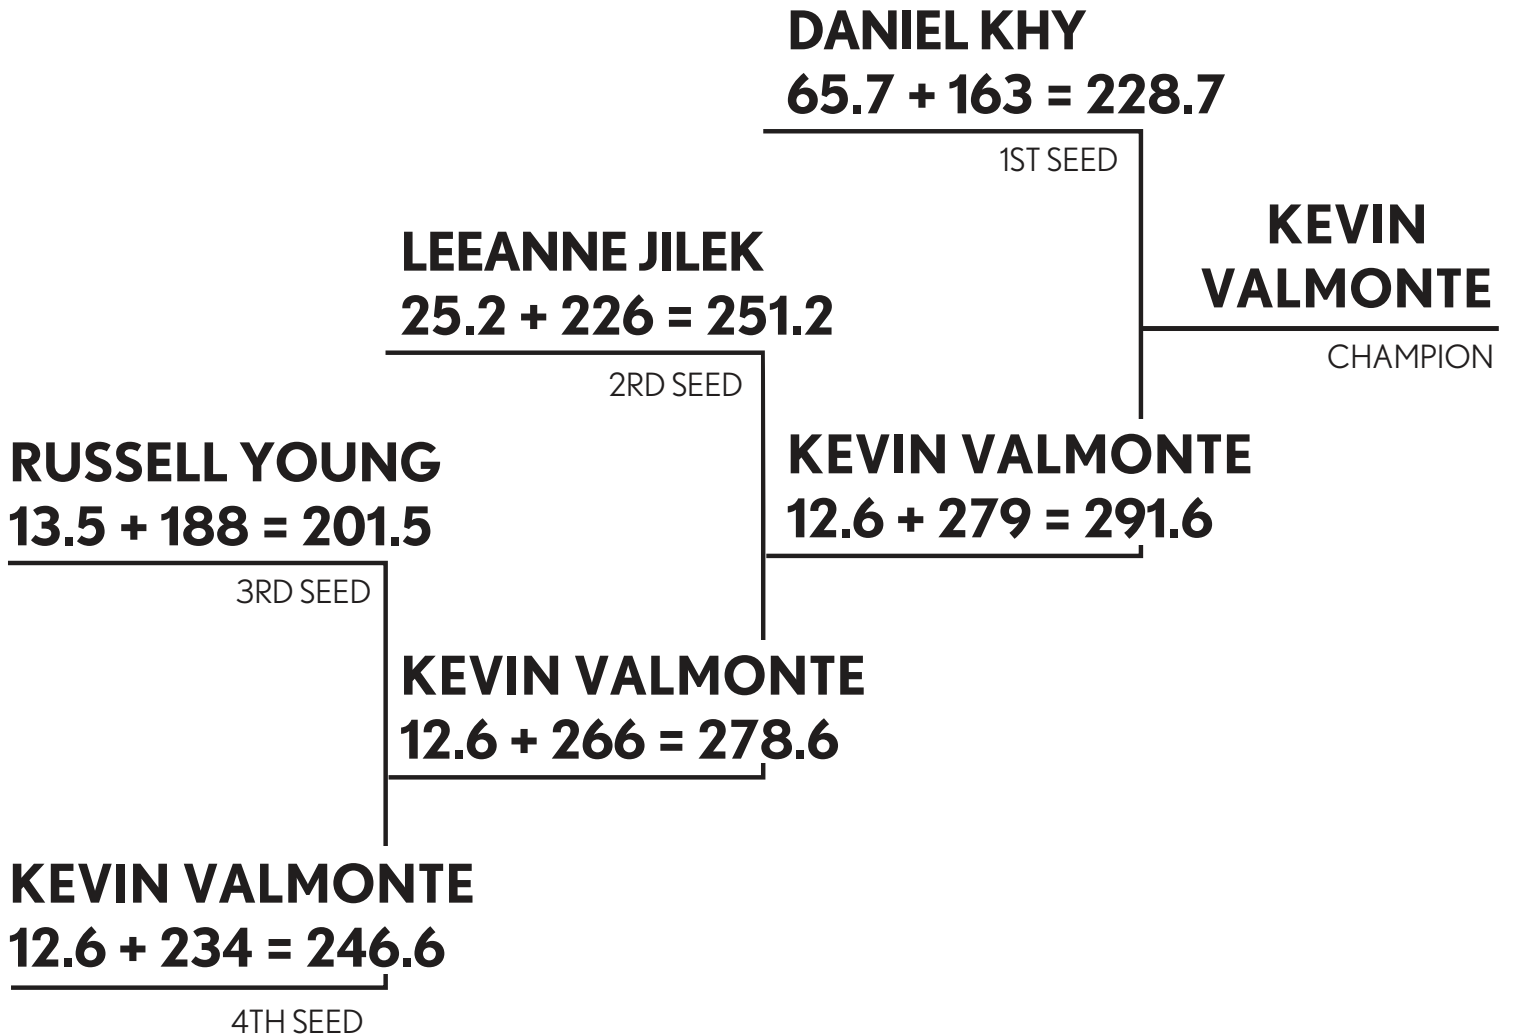 DANIEL KHY
65.7 + 163 = 228.7
1ST SEED
KEVIN
VALMONTE
CHAMPION
LEEANNE JILEK
25.2 + 226 = 251.2
2RD SEED
KEVIN VALMONTE
12.6 + 279 = 291.6
RUSSELL YOUNG
13.5 + 188 = 201.5
3RD SEED
KEVIN VALMONTE
12.6 + 266 = 278.6
KEVIN VALMONTE
12.6 + 234 = 246.6
4TH SEED